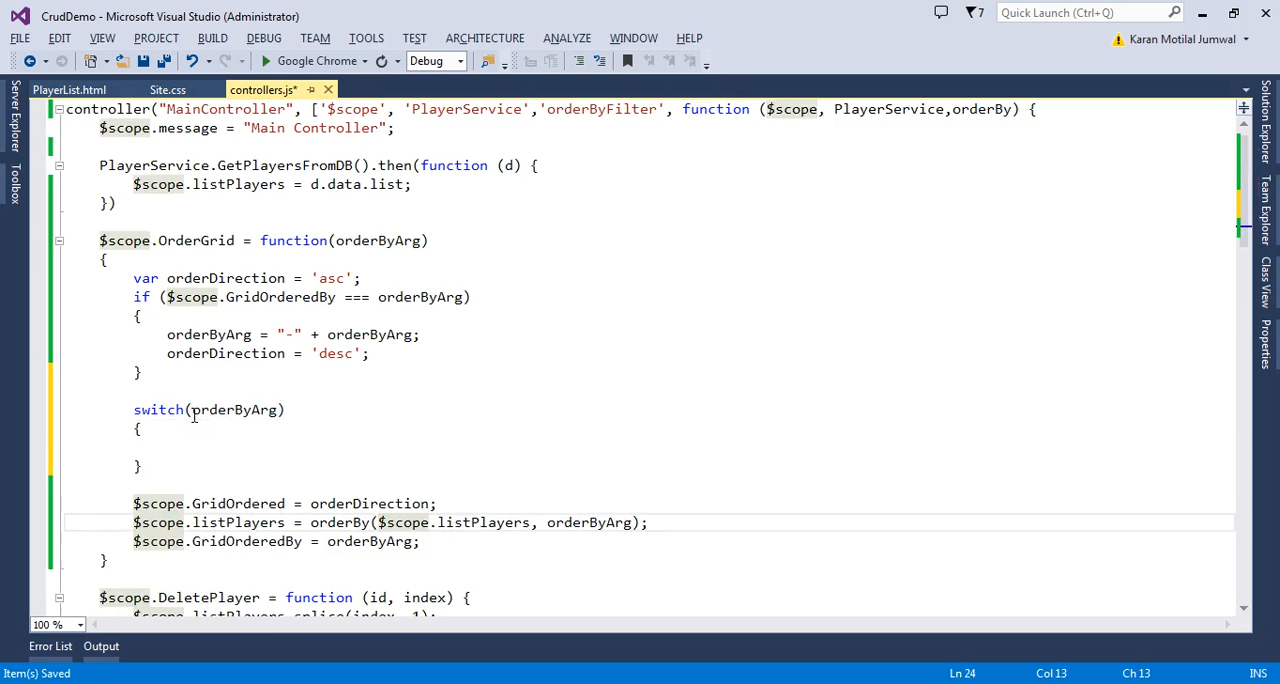 CrudDemo - Microsoft Visual Studio (Administrator)
7
Quick Launch (Ctrl+Q)
FILE EDIT VIEW PROJECT BUILD DEBUG TEAM TOOLS TEST ARCHITECTURE ANALYZE WINDOW HELP
Karan Motilal Jumwal
Google Chrome
Debug
PlayerList.html Site.css controllers.js*
Server Explorer
Toolbox
Solution Explorer
Team Explorer
Class View
Properties
controller("MainController", ['$scope', 'PlayerService','orderByFilter', function ($scope, PlayerService,orderBy) {
$scope.message = "Main Controller";
PlayerService.GetPlayersFromDB().then(function (d) {
$scope.listPlayers = d.data.list;
})
$scope.OrderGrid = function(orderByArg)
{
var orderDirection = 'asc';
if ($scope.GridOrderedBy === orderByArg)
{
orderByArg = "-" + orderByArg;
orderDirection = 'desc';
}
switch(orderByArg)
{
}
$scope.GridOrdered = orderDirection;
$scope.listPlayers = orderBy($scope.listPlayers, orderByArg);
$scope.GridOrderedBy = orderByArg;
}
$scope.DeletePlayer = function (id, index) {
$scope.listPlayers.splice(index, 1);
100 %
Error List Output
Item(s) Saved Ln 24 Col 13 Ch 13 INS